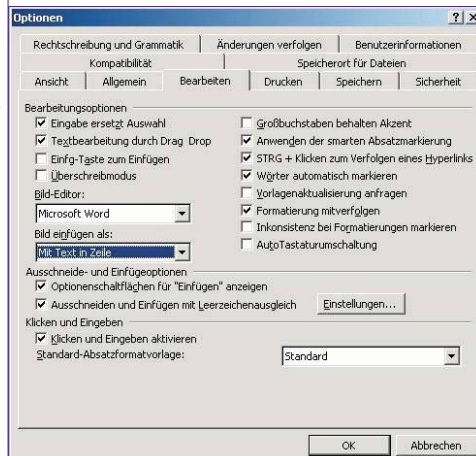 Optionen
Rechtschreibung und Grammatik Änderungen verfolgen Benutzerinformationen
Kompatibilität Speicherort für Dateien
Ansicht Allgemein Bearbeiten Drucken Speichern Sicherheit
Bearbeitungsoptionen
Eingabe ersetzt Auswahl
Textbearbeitung durch Drag Drop
Einfg-Taste zum Einfügen
Überschreibmodus
Bild-Editor:
Microsoft Word
Bild einfügen als:
Mit Text in Zeile
Großbuchstaben behalten Akzent
Anwenden der smarten Absatzmarkierung
STRG + Klicken zum Verfolgen eines Hyperlinks
Wörter automatisch markieren
Vorlagenaktualisierung anfragen
Formatierung mitverfolgen
Inkonsistenz bei Formatierungen markieren
AutoTastaturumschaltung
Ausschneide- und Einfügeoptionen
Optionenschaltflächen für "Einfügen" anzeigen
Ausschneiden und Einfügen mit Leerzeichenausgleich Einstellungen...
Klicken und Eingeben
Klicken und Eingeben aktivieren
Standard-Absatzformatvorlage: Standard
OK Abbrechen